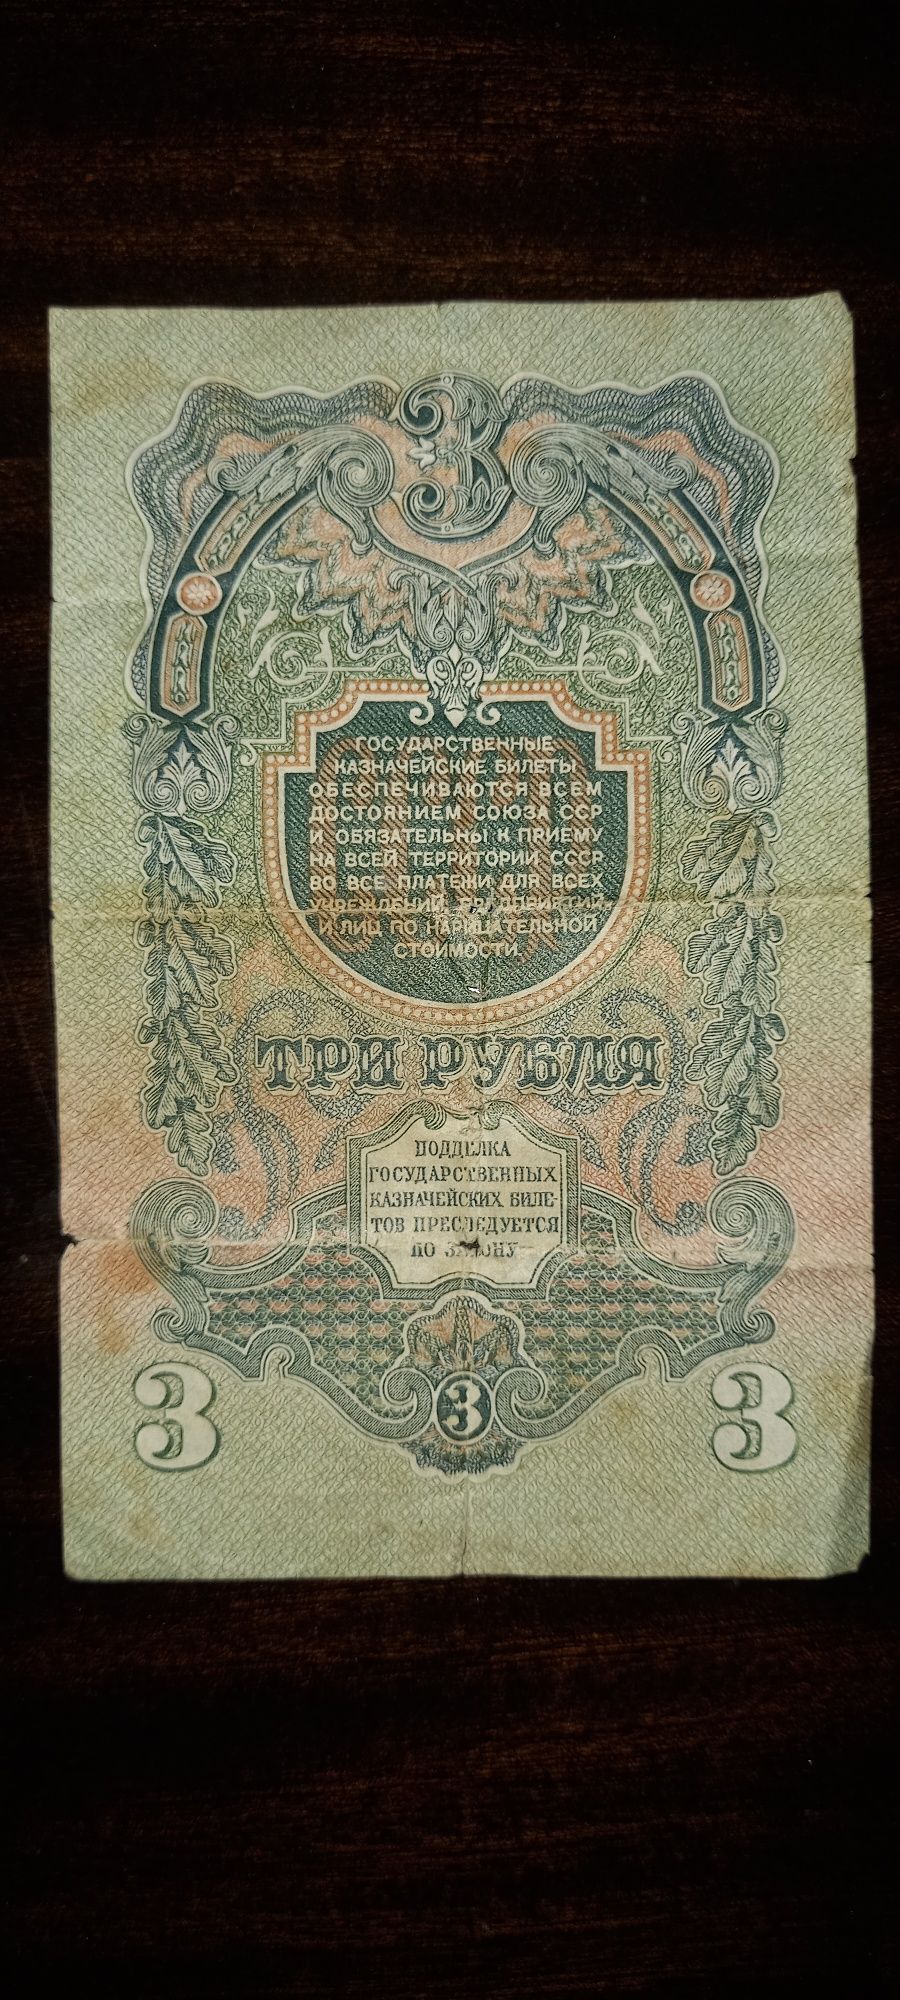 3
ГОСУДАРСТВЕННЫЕ
КАЗНАЧЕЙСКИЕ БИЛЕТЫ
ОБЕСПЕЧИВАЮТСЯ ВСЕМ
ДОСТОЯНИЕМ СОЮЗА ССР
И ОБЯЗАТЕЛЬНЫ К ПРИЕМУ
НА ВСЕЙ ТЕРРИТОРИИ СССР
ВО ВСЕ ПЛАТЕЖИ ДЛЯ ВСЕХ
УЧРЕЖДЕНИЙ, ПРЕДПРИЯТИЙ
И ЛИЦ ПО НАРИЦАТЕЛЬНОЙ
СТОИМОСТИ.
ТРИ РУБЛЯ
ПОДДЕЛКА
ГОСУДАРСТВЕННЫХ
КАЗНАЧЕЙСКИХ БИЛЕ-
ТОВ ПРЕСЛЕДУЕТСЯ
ПО ЗАКОНУ
3 3 3